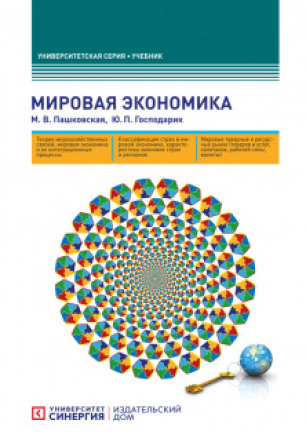 УНИВЕРСИТЕТСКАЯ СЕРИЯ • УЧЕБНИК
МИРОВАЯ ЭКОНОМИКА
М. В. Пашковская, Ю. П. Господарик
Теория мирохозяйственных
связей, мировая экономика
и ее интеграционные
процессы
Классификация стран в ми-
ровой экономике, характе-
ристика экономик стран
и регионов
Мировые товарные и ресурс-
ные рынки (товаров и услуг,
капиталов, рабочей силы,
валюты)
УНИВЕРСИТЕТ
СИНЕРГИЯ
ИЗДАТЕЛЬСКИЙ
ДОМ